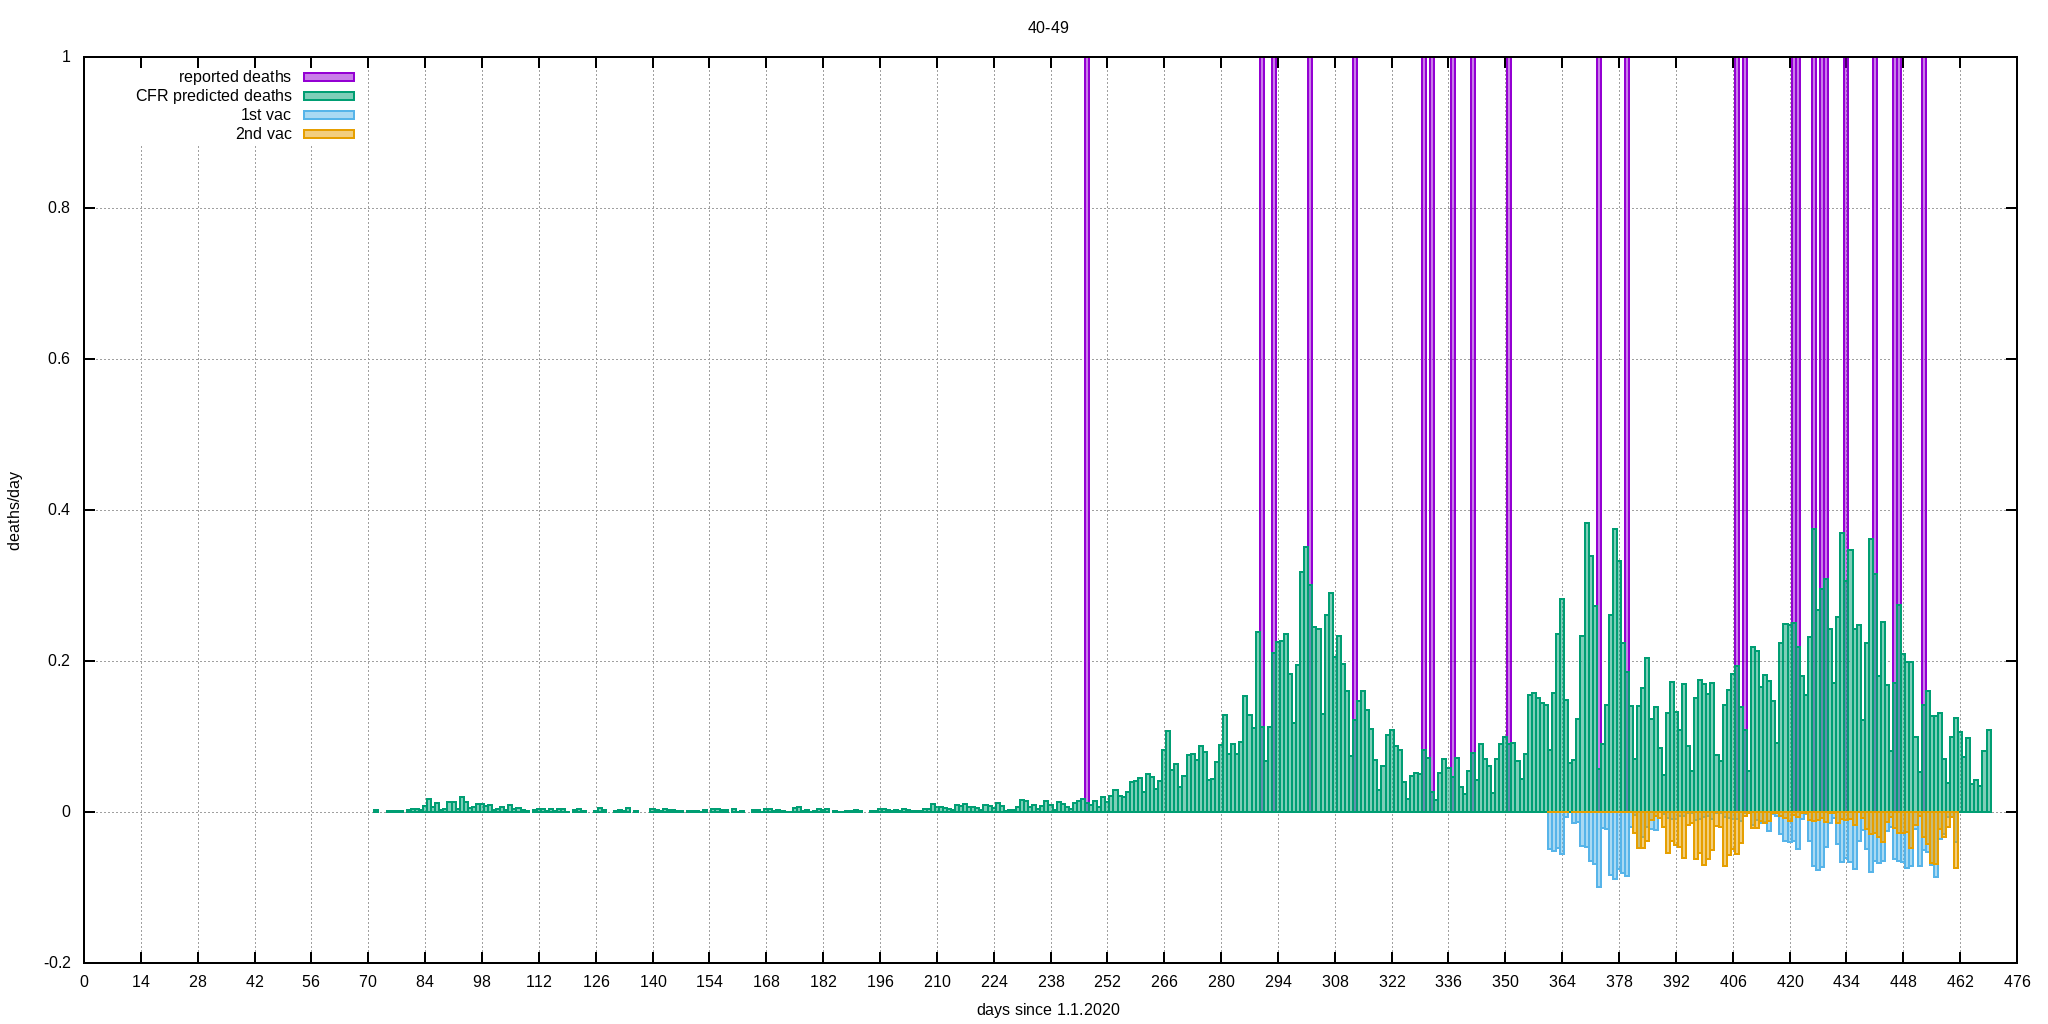 40-49
reported deaths
CFR predicted deaths
1st vac
2nd vac
1
0.8
0.6
0.4
0.2
0
-0.2
deaths/day
0 14 28 42 56 70 84 98 112 126 140 154 168 182 196 210 224 238 252 266 280 294 308 322 336 350 364 378 392 406 420 434 448 462 476
days since 1.1.2020